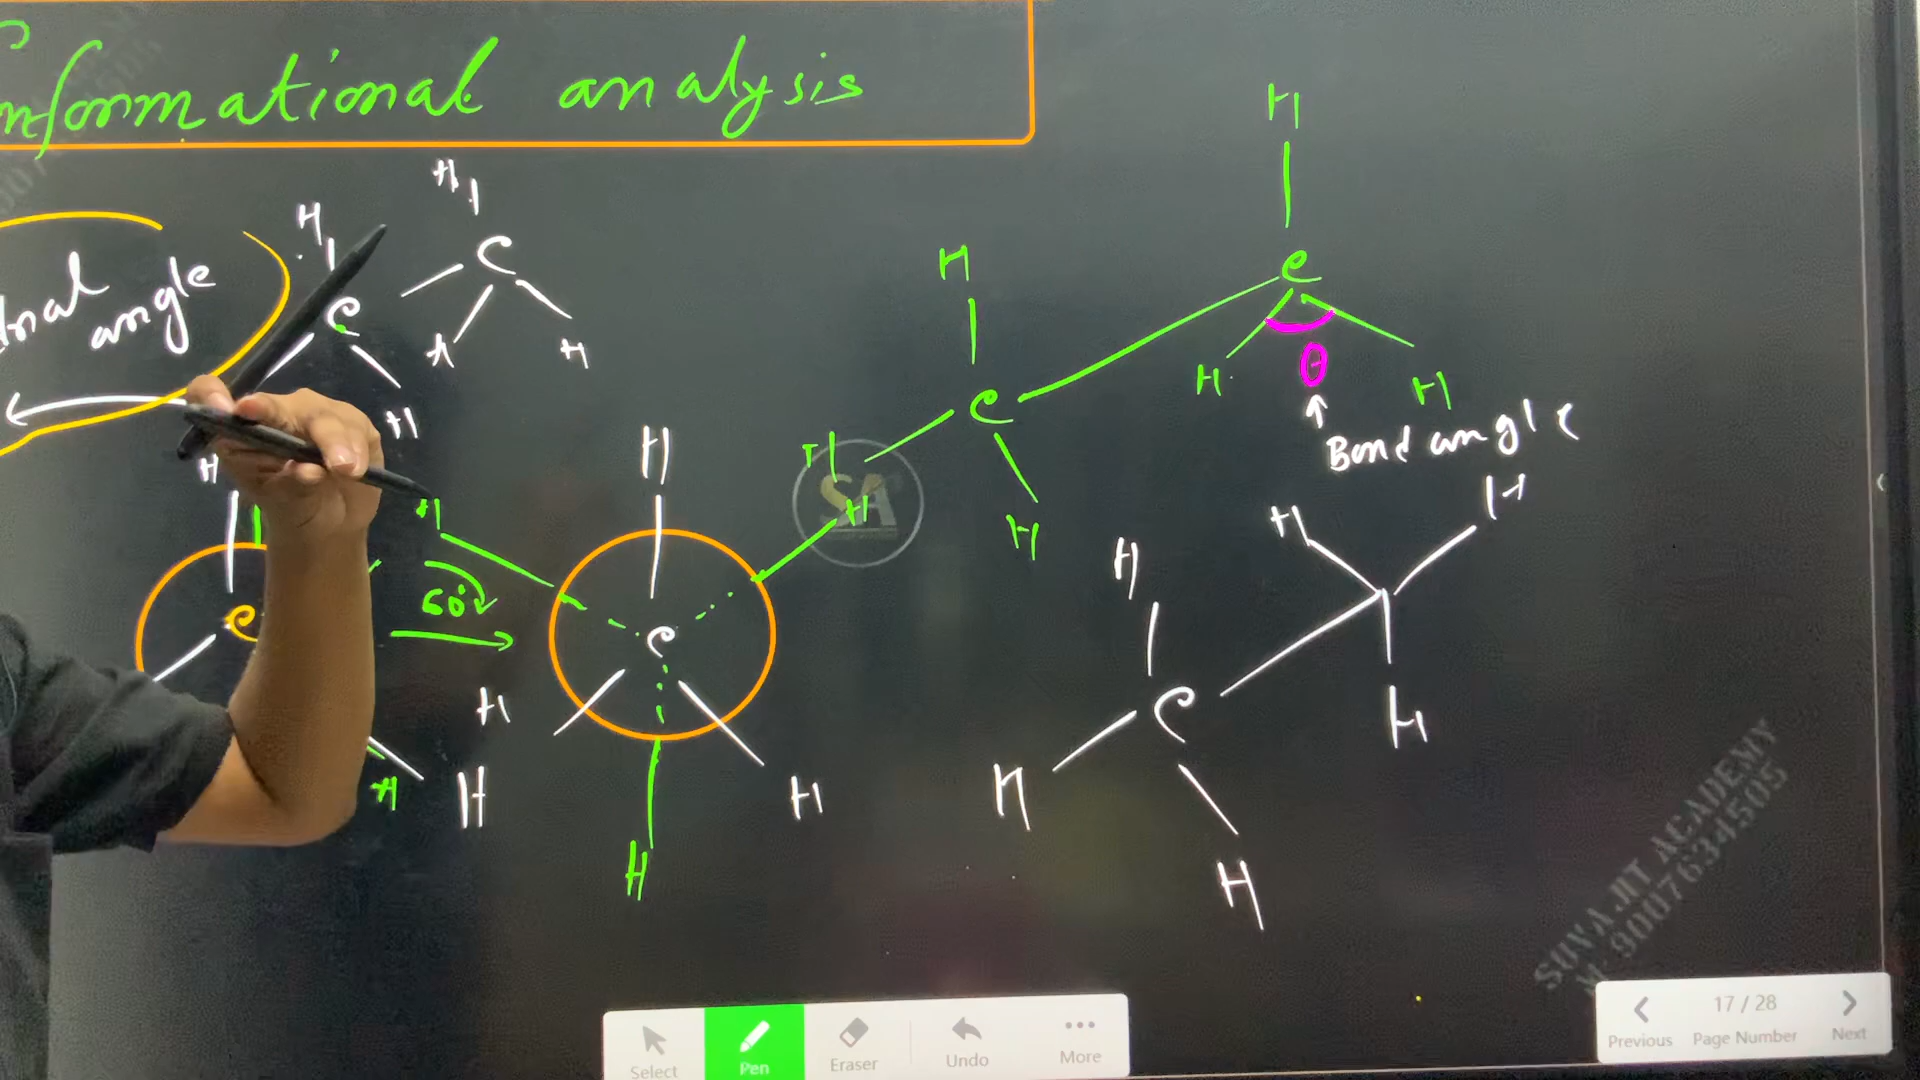 nformational analysis
angle
H
H
C
C
H
H
H
H
H
H
C
H
H
H
60°
C
H
H
H
H
H
H
H
C
H
H
H
C
H
H
θ
Bond angle
H
H
H
C
H
H
H
SA
SUVAJIT ACADEMY
M- 9007634505
Select
Pen
Eraser
Undo
More
Previous
17 / 28
Page Number
Next